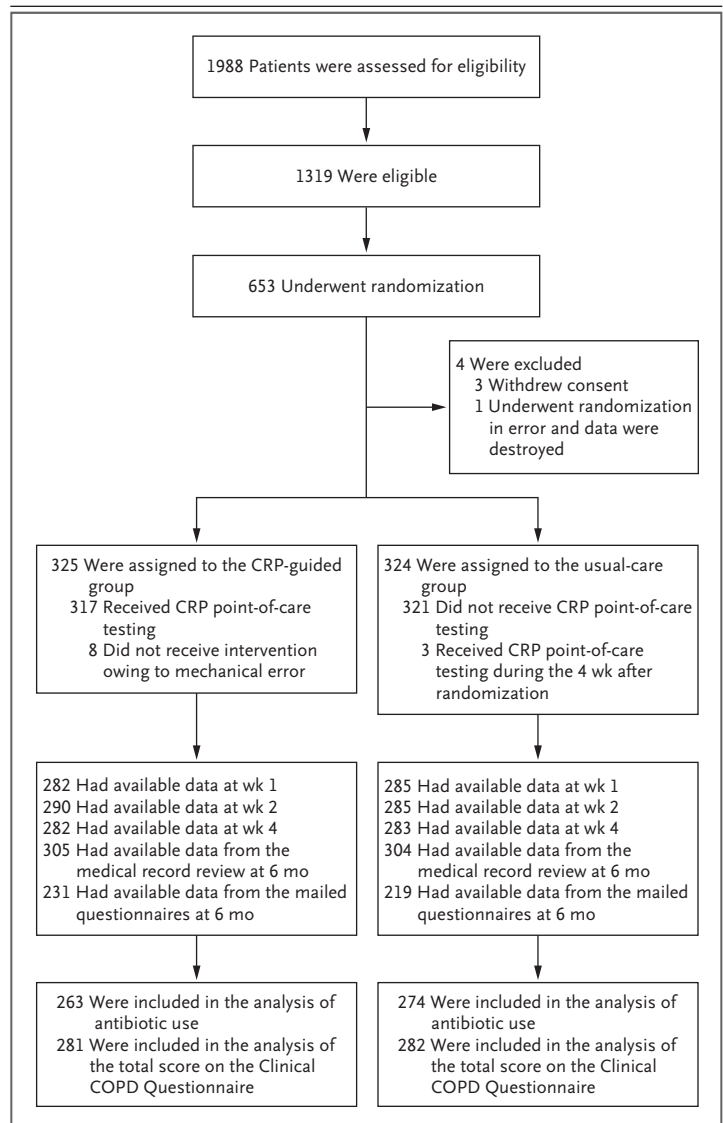 1988 Patients were assessed for eligibility
1319 Were eligible
653 Underwent randomization
4 Were excluded
3 Withdrew consent
1 Underwent randomization
in error and data were
destroyed
325 Were assigned to the CRP-guided
group
317 Received CRP point-of-care
testing
8 Did not receive intervention
owing to mechanical error
324 Were assigned to the usual-care
group
321 Did not receive CRP point-of-care
testing
3 Received CRP point-of-care
testing during the 4 wk after
randomization
282 Had available data at wk 1
290 Had available data at wk 2
282 Had available data at wk 4
305 Had available data from the
medical record review at 6 mo
231 Had available data from the mailed
questionnaires at 6 mo
285 Had available data at wk 1
285 Had available data at wk 2
283 Had available data at wk 4
304 Had available data from the
medical record review at 6 mo
219 Had available data from the mailed
questionnaires at 6 mo
263 Were included in the analysis of
antibiotic use
281 Were included in the analysis of
the total score on the Clinical
COPD Questionnaire
274 Were included in the analysis of
antibiotic use
282 Were included in the analysis of
the total score on the Clinical
COPD Questionnaire